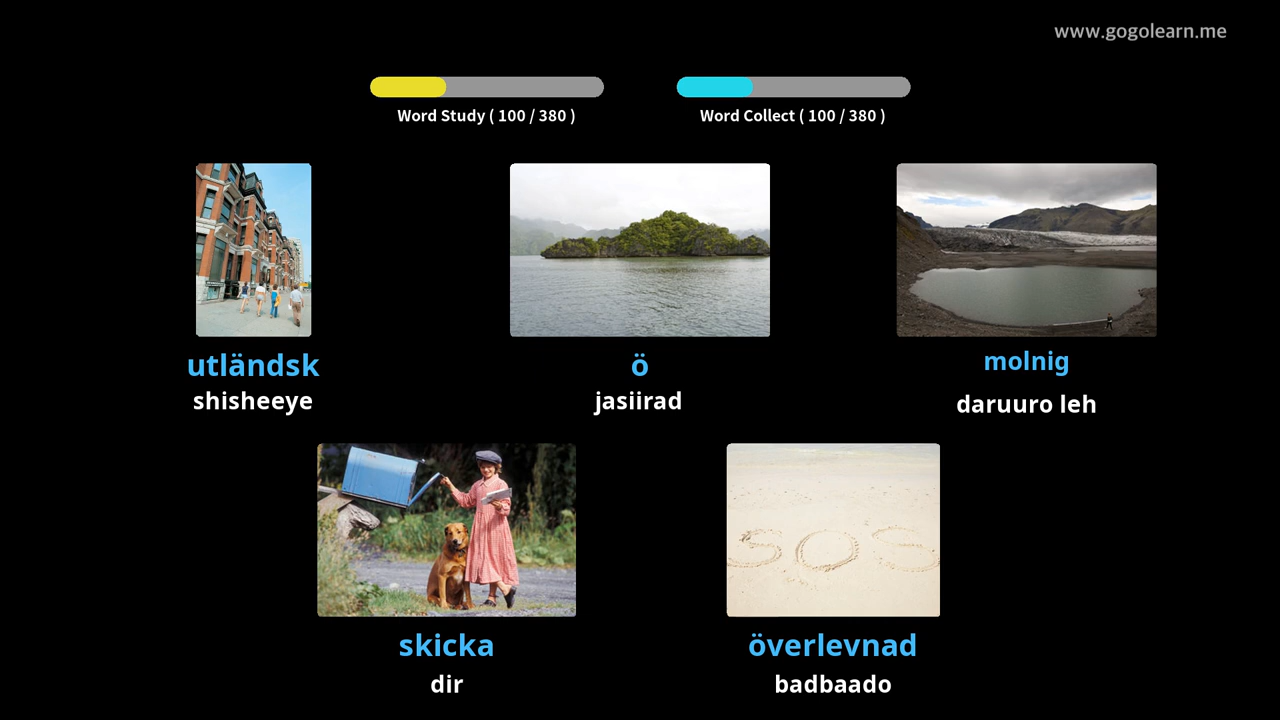 www.gogolearn.me
Word Study ( 100 / 380 )
Word Collect ( 100 / 380 )
utländsk
shisheeye
ö
jasiirad
molnig
daruuro leh
SOS
skicka
dir
överlevnad
badbaado